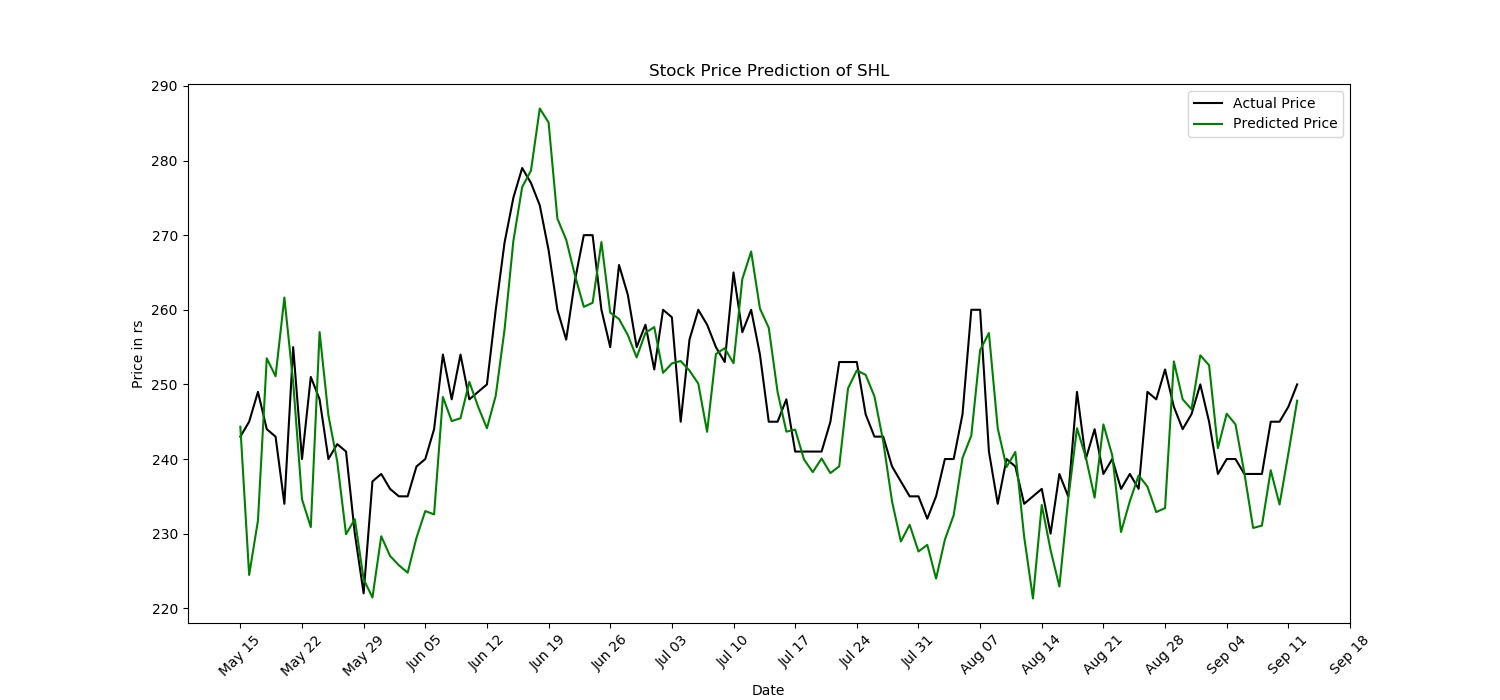 Stock Price Prediction of SHL
Actual Price
Predicted Price
Price in rs
290
280
270
260
250
240
230
220
May 15
May 22
May 29
Jun 05
Jun 12
Jun 19
Jun 26
Jul 03
Jul 10
Jul 17
Jul 24
Jul 31
Aug 07
Aug 14
Aug 21
Aug 28
Sep 04
Sep 11
Sep 18
Date